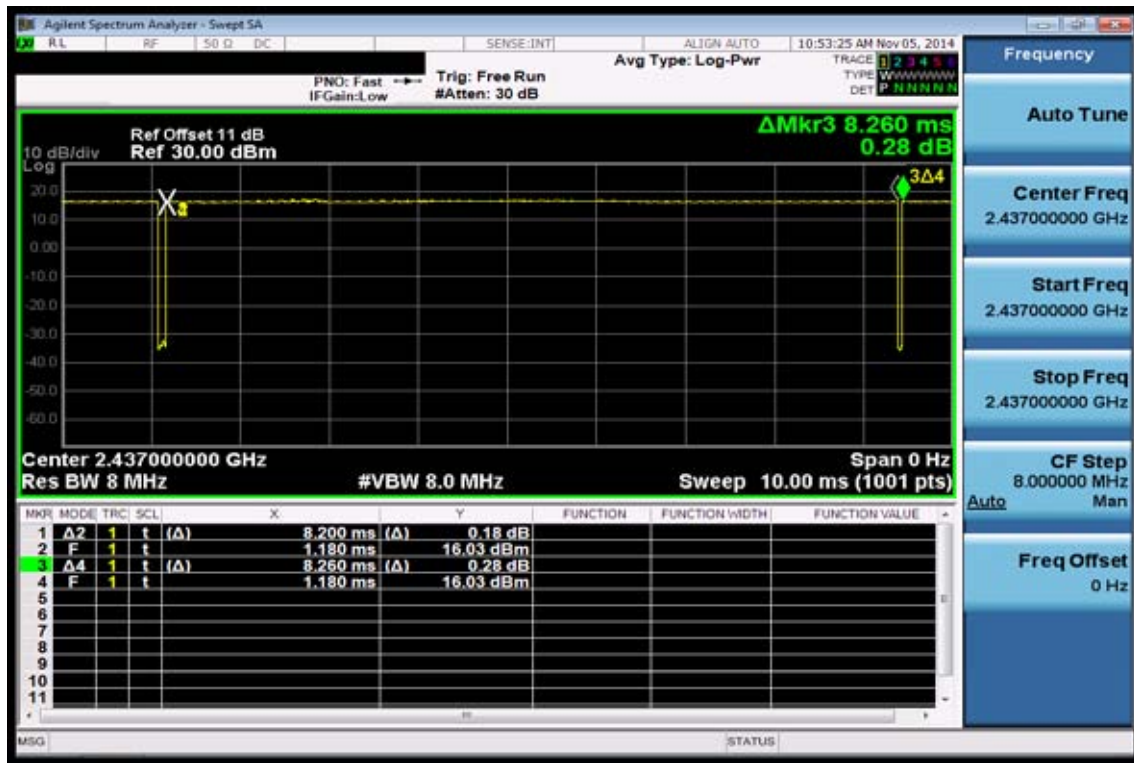 Agilent Spectrum Analyzer - Swept SA
RL RF 50 Ω DC SENSE:INT ALIGN AUTO 10:53:25 AM Nov 05, 2014
PNO: Fast Trig: Free Run Avg Type: Log-Pwr TRACE 1 2 3 4 5 6
IFGain:Low #Atten: 30 dB TYPE WWWWWW
DET P N N N N N
ΔMkr3 8.260 ms
0.28 dB
Ref Offset 11 dB
10 dB/div Ref 30.00 dBm
Log
3Δ4
20.0
10.0
0.00
-10.0
-20.0
-30.0
-40.0
-50.0
-60.0
Center 2.437000000 GHz Span 0 Hz
Res BW 8 MHz #VBW 8.0 MHz Sweep 10.00 ms (1001 pts)
MKR MODE TRC SCL X Y FUNCTION FUNCTION WIDTH FUNCTION VALUE
1 Δ2 1 t (Δ) 8.200 ms (Δ) 0.18 dB
2 F 1 t 1.180 ms 16.03 dBm
3 Δ4 1 t (Δ) 8.260 ms (Δ) 0.28 dB
4 F 1 t 1.180 ms 16.03 dBm
5
6
7
8
9
10
11
MSG STATUS
Frequency
Auto Tune
Center Freq
2.437000000 GHz
Start Freq
2.437000000 GHz
Stop Freq
2.437000000 GHz
CF Step
8.000000 MHz
Auto Man
Freq Offset
0 Hz